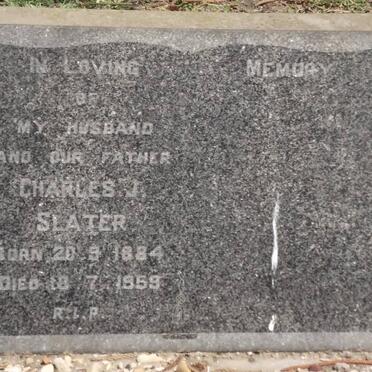 IN LOVING MEMORY
OF
MY HUSBAND
AND OUR FATHER
CHARLES J.
SLATER
BORN 20·9·1884
DIED 18·7·1959
R.I.P.